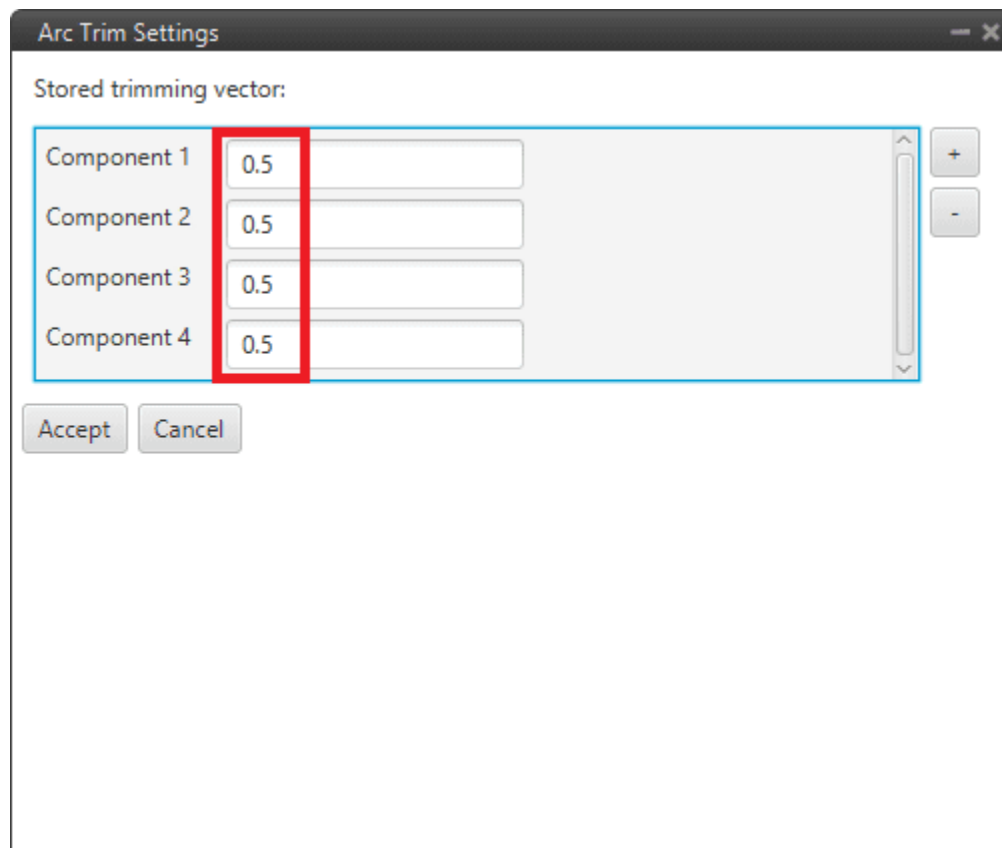 Arc Trim Settings
Stored trimming vector:
Component 1 0.5
+
Component 2 0.5
-
Component 3 0.5
Component 4 0.5
Accept Cancel